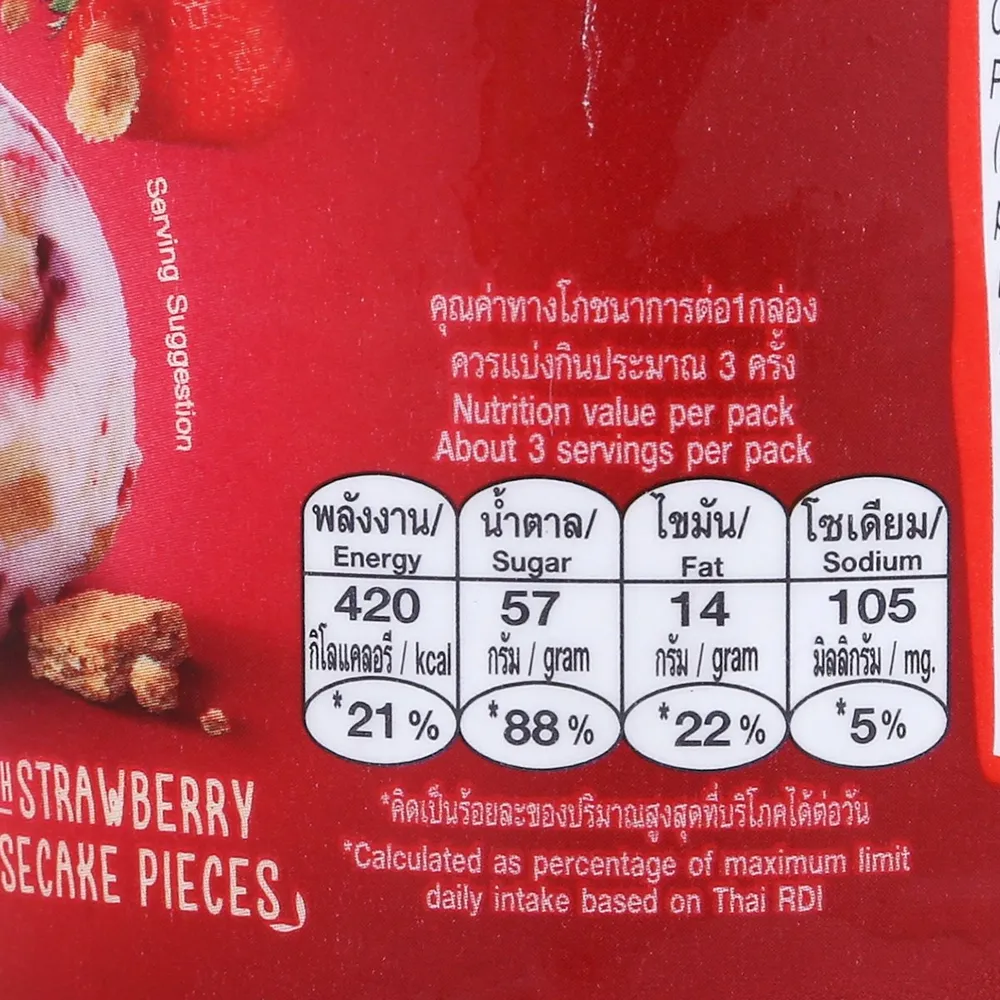 Serving Suggestion
คุณค่าทางโภชนาการต่อ1กล่อง
ควรแบ่งกินประมาณ 3 ครั้ง
Nutrition value per pack
About 3 servings per pack
พลังงาน/ น้ำตาล/ ไขมัน/ โซเดียม/
Energy Sugar Fat Sodium
420 57 14 105
กิโลแคลอรี / kcal กรัม / gram กรัม / gram มิลลิกรัม / mg.
*21 % *88 % *22 % *5%
*คิดเป็นร้อยละของปริมาณสูงสุดที่บริโภคได้ต่อวัน
*Calculated as percentage of maximum limit
daily intake based on Thai RDI
H STRAWBERRY
SECAKE PIECES